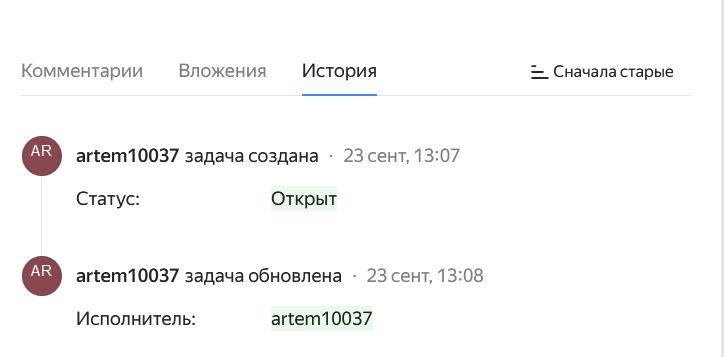 Комментарии Вложения История Сначала старые
AR artem10037 задача создана · 23 сент, 13:07
Статус: Открыт
AR artem10037 задача обновлена · 23 сент, 13:08
Исполнитель: artem10037